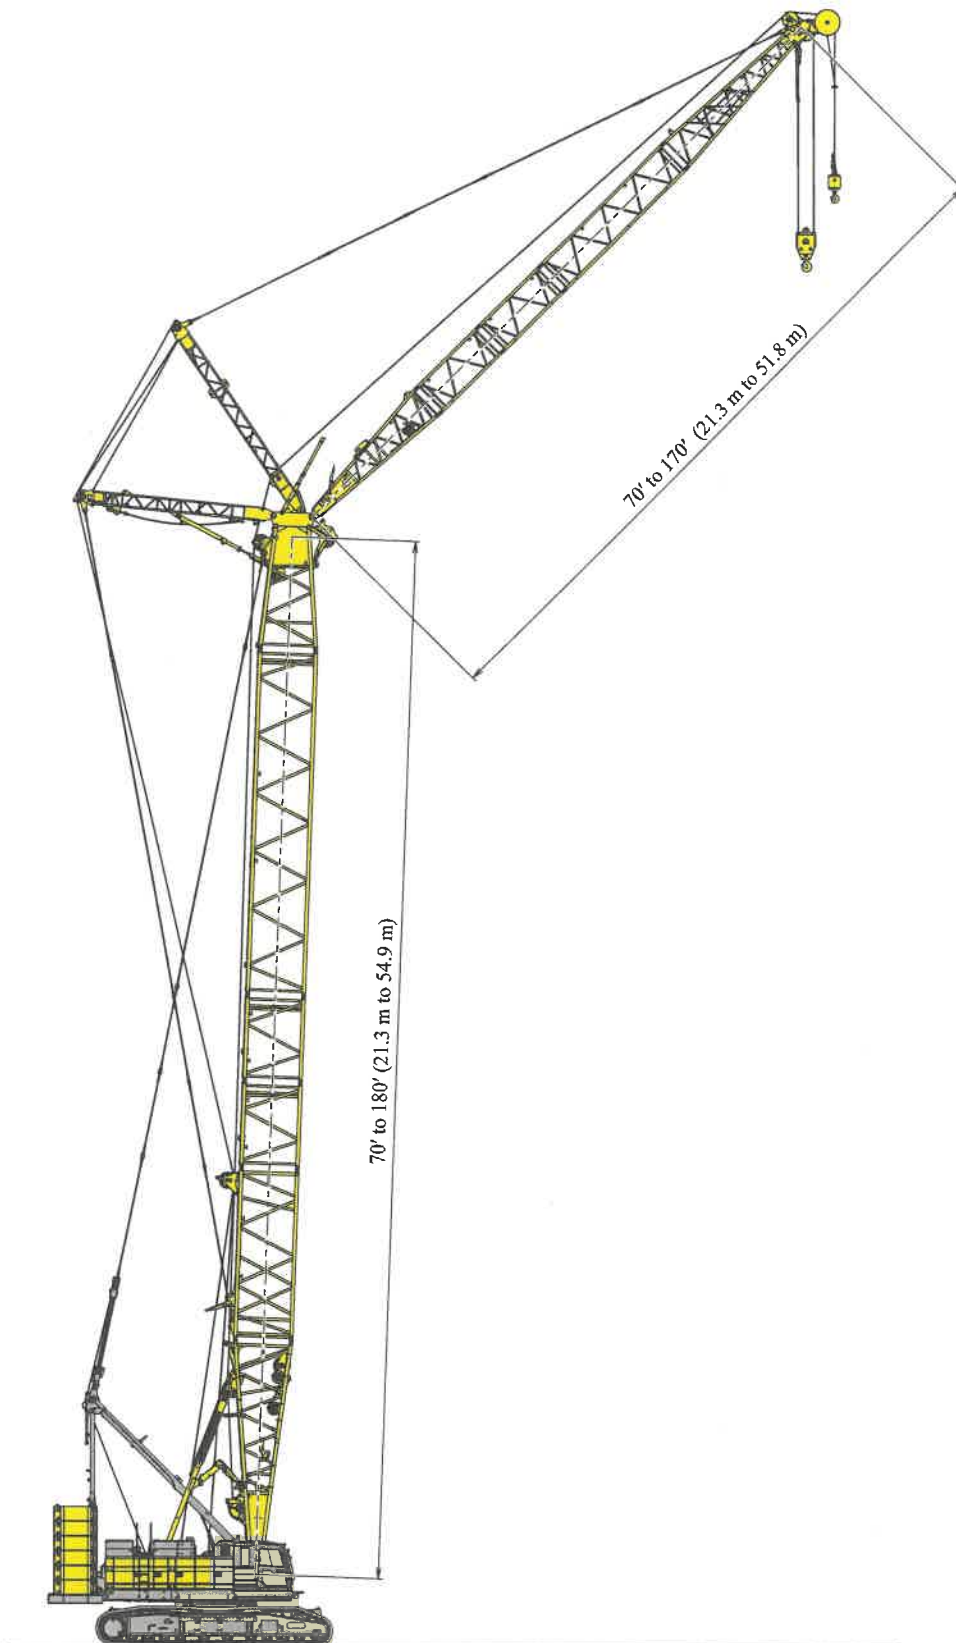 70′ to 170′ (21.3 m to 51.8 m)
70′ to 180′ (21.3 m to 54.9 m)